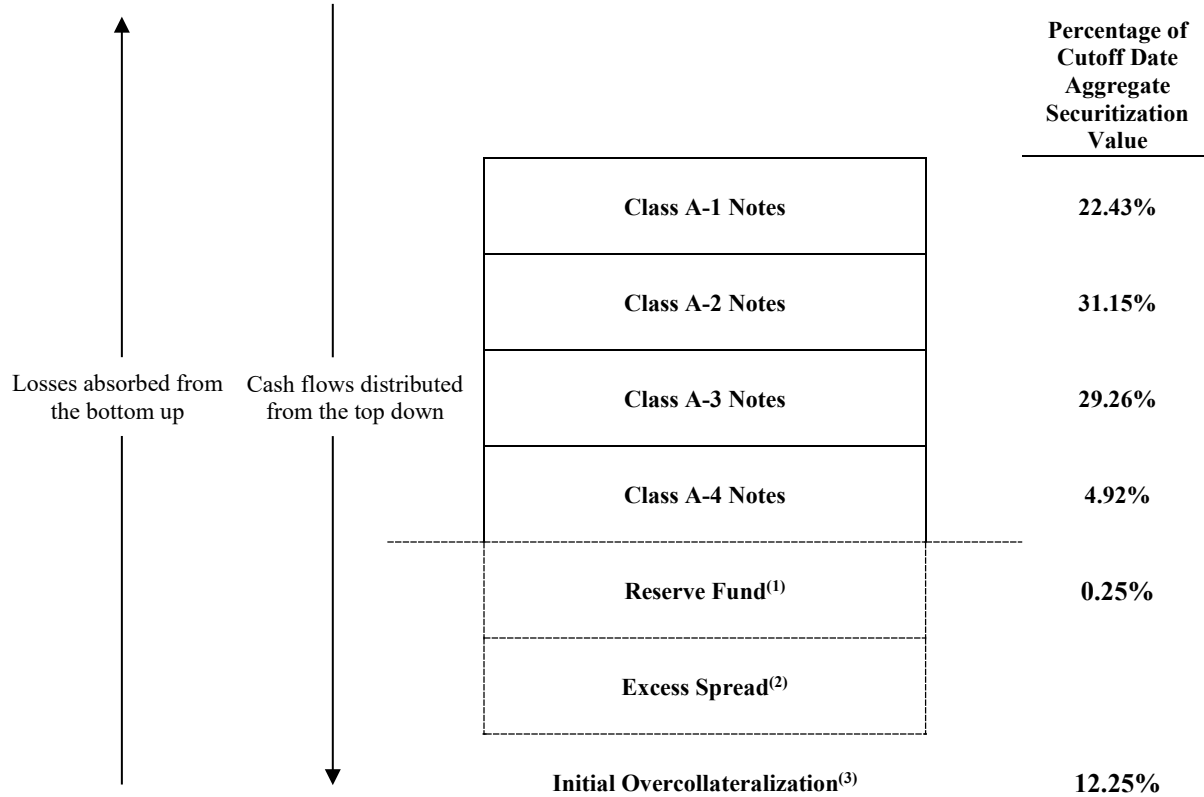 Percentage of
Cutoff Date
Aggregate
Securitization
Value
Class A-1 Notes 22.43%
Class A-2 Notes 31.15%
Losses absorbed from
the bottom up
Cash flows distributed
from the top down
Class A-3 Notes 29.26%
Class A-4 Notes 4.92%
Reserve Fund(1) 0.25%
Excess Spread(2)
Initial Overcollateralization(3) 12.25%